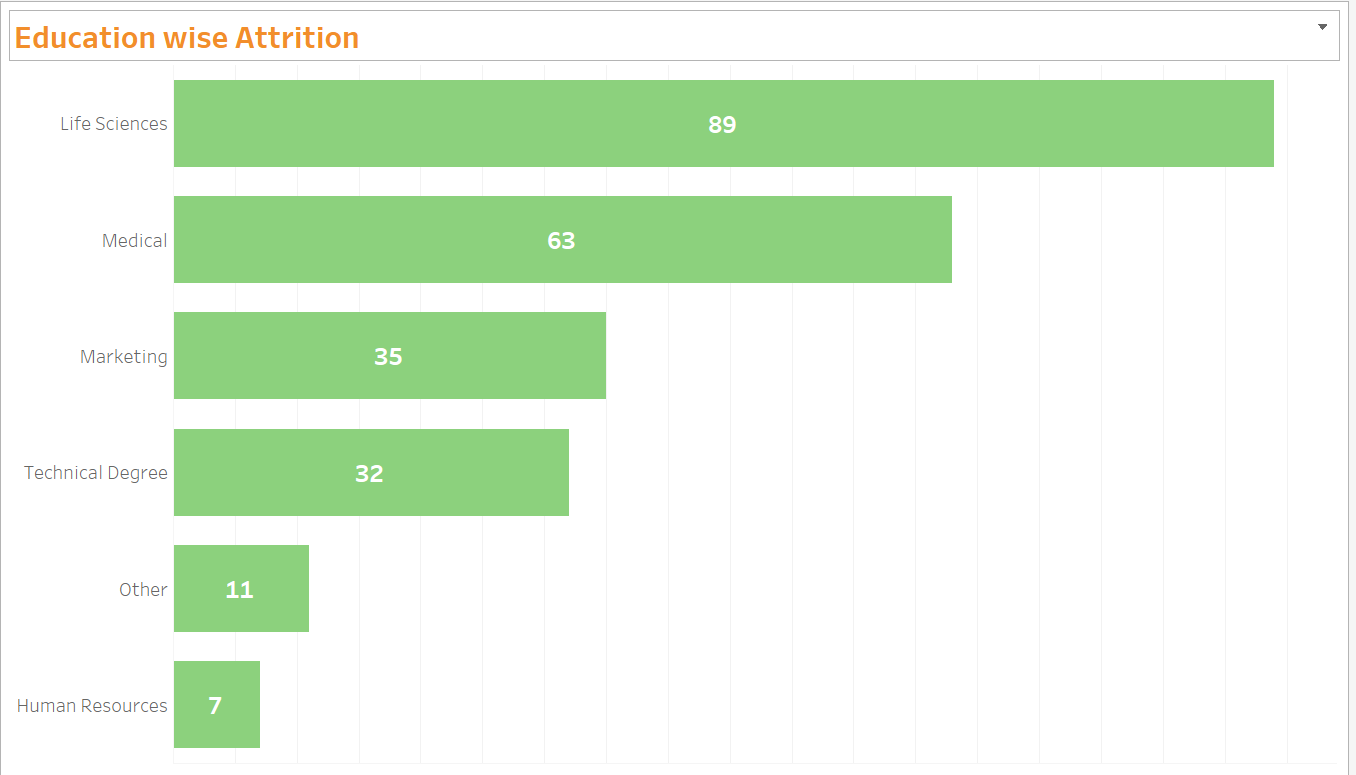 Education wise Attrition
Life Sciences 89
Medical 63
Marketing 35
Technical Degree 32
Other 11
Human Resources 7